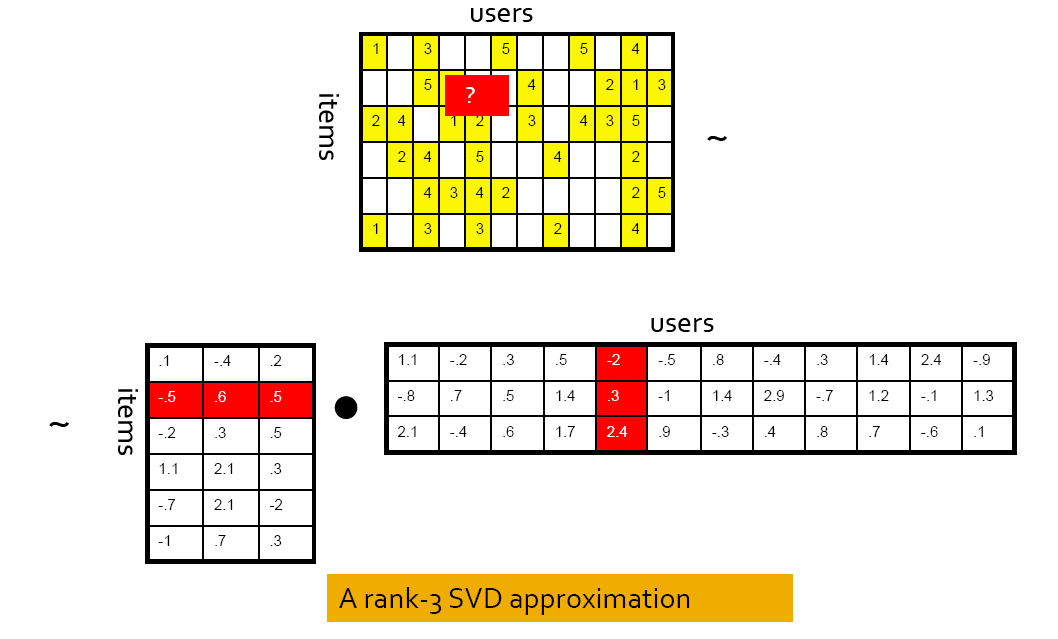 users
items
1 3 5 5 4
5 ? 4 2 1 3
2 4 1 2 3 4 3 5
2 4 5 4 2
4 3 4 2 2 5
1 3 3 2 4
~
users
1.1 -.2 .3 .5 -2 -.5 .8 -.4 .3 1.4 2.4 -.9
-.8 .7 .5 1.4 .3 -1 1.4 2.9 -.7 1.2 -.1 1.3
2.1 -.4 .6 1.7 2.4 .9 -.3 .4 .8 .7 -.6 .1
~
items
.1 -.4 .2
-.5 .6 .5
-.2 .3 .5
1.1 2.1 .3
-.7 2.1 -2
-1 .7 .3
●
A rank-3 SVD approximation